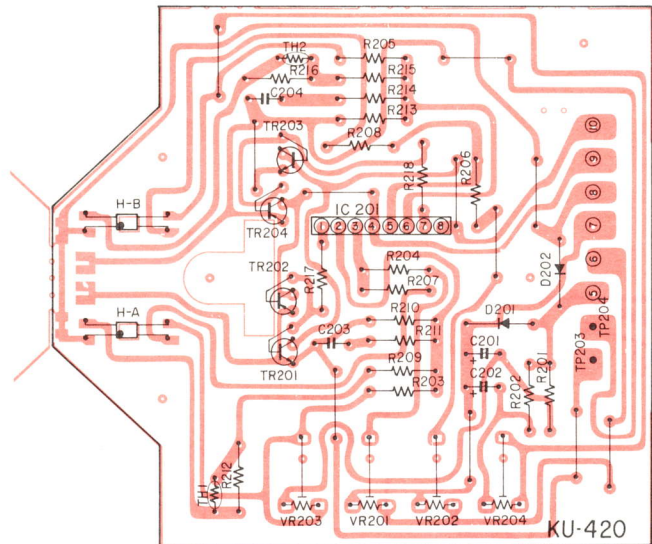 TH2
R205
R216
R215
C204
R214
R213
TR203
R208
R218
R206
10
9
8
7
6
5
H-B
IC 201
1 2 3 4 5 6 7 8
TR204
TR202
R217
R204
R207
D202
H-A
R210
D201
TP204
C203
R211
C201
TP203
R209
C202
R201
R202
TR201
R203
+
+
R212
TH1
VR203
VR201
VR202
VR204
KU-420